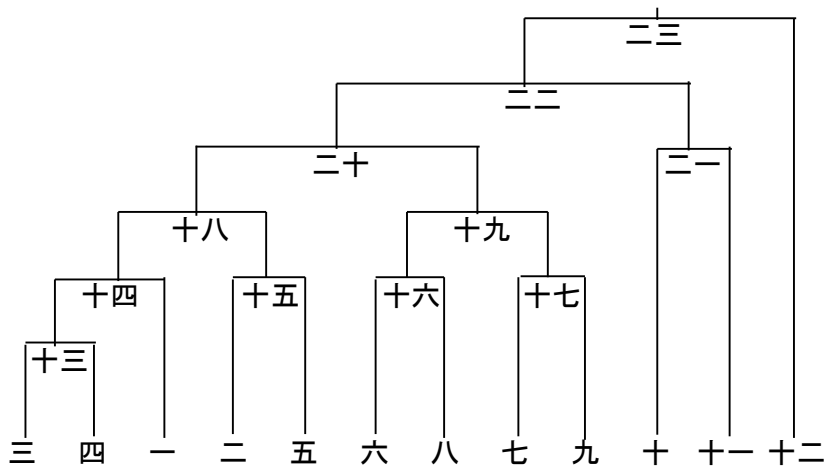 二三
二二
二十 二一
十八 十九
十四 十五 十六 十七
十三
三 四 一 二 五 六 八 七 九 十 十一 十二